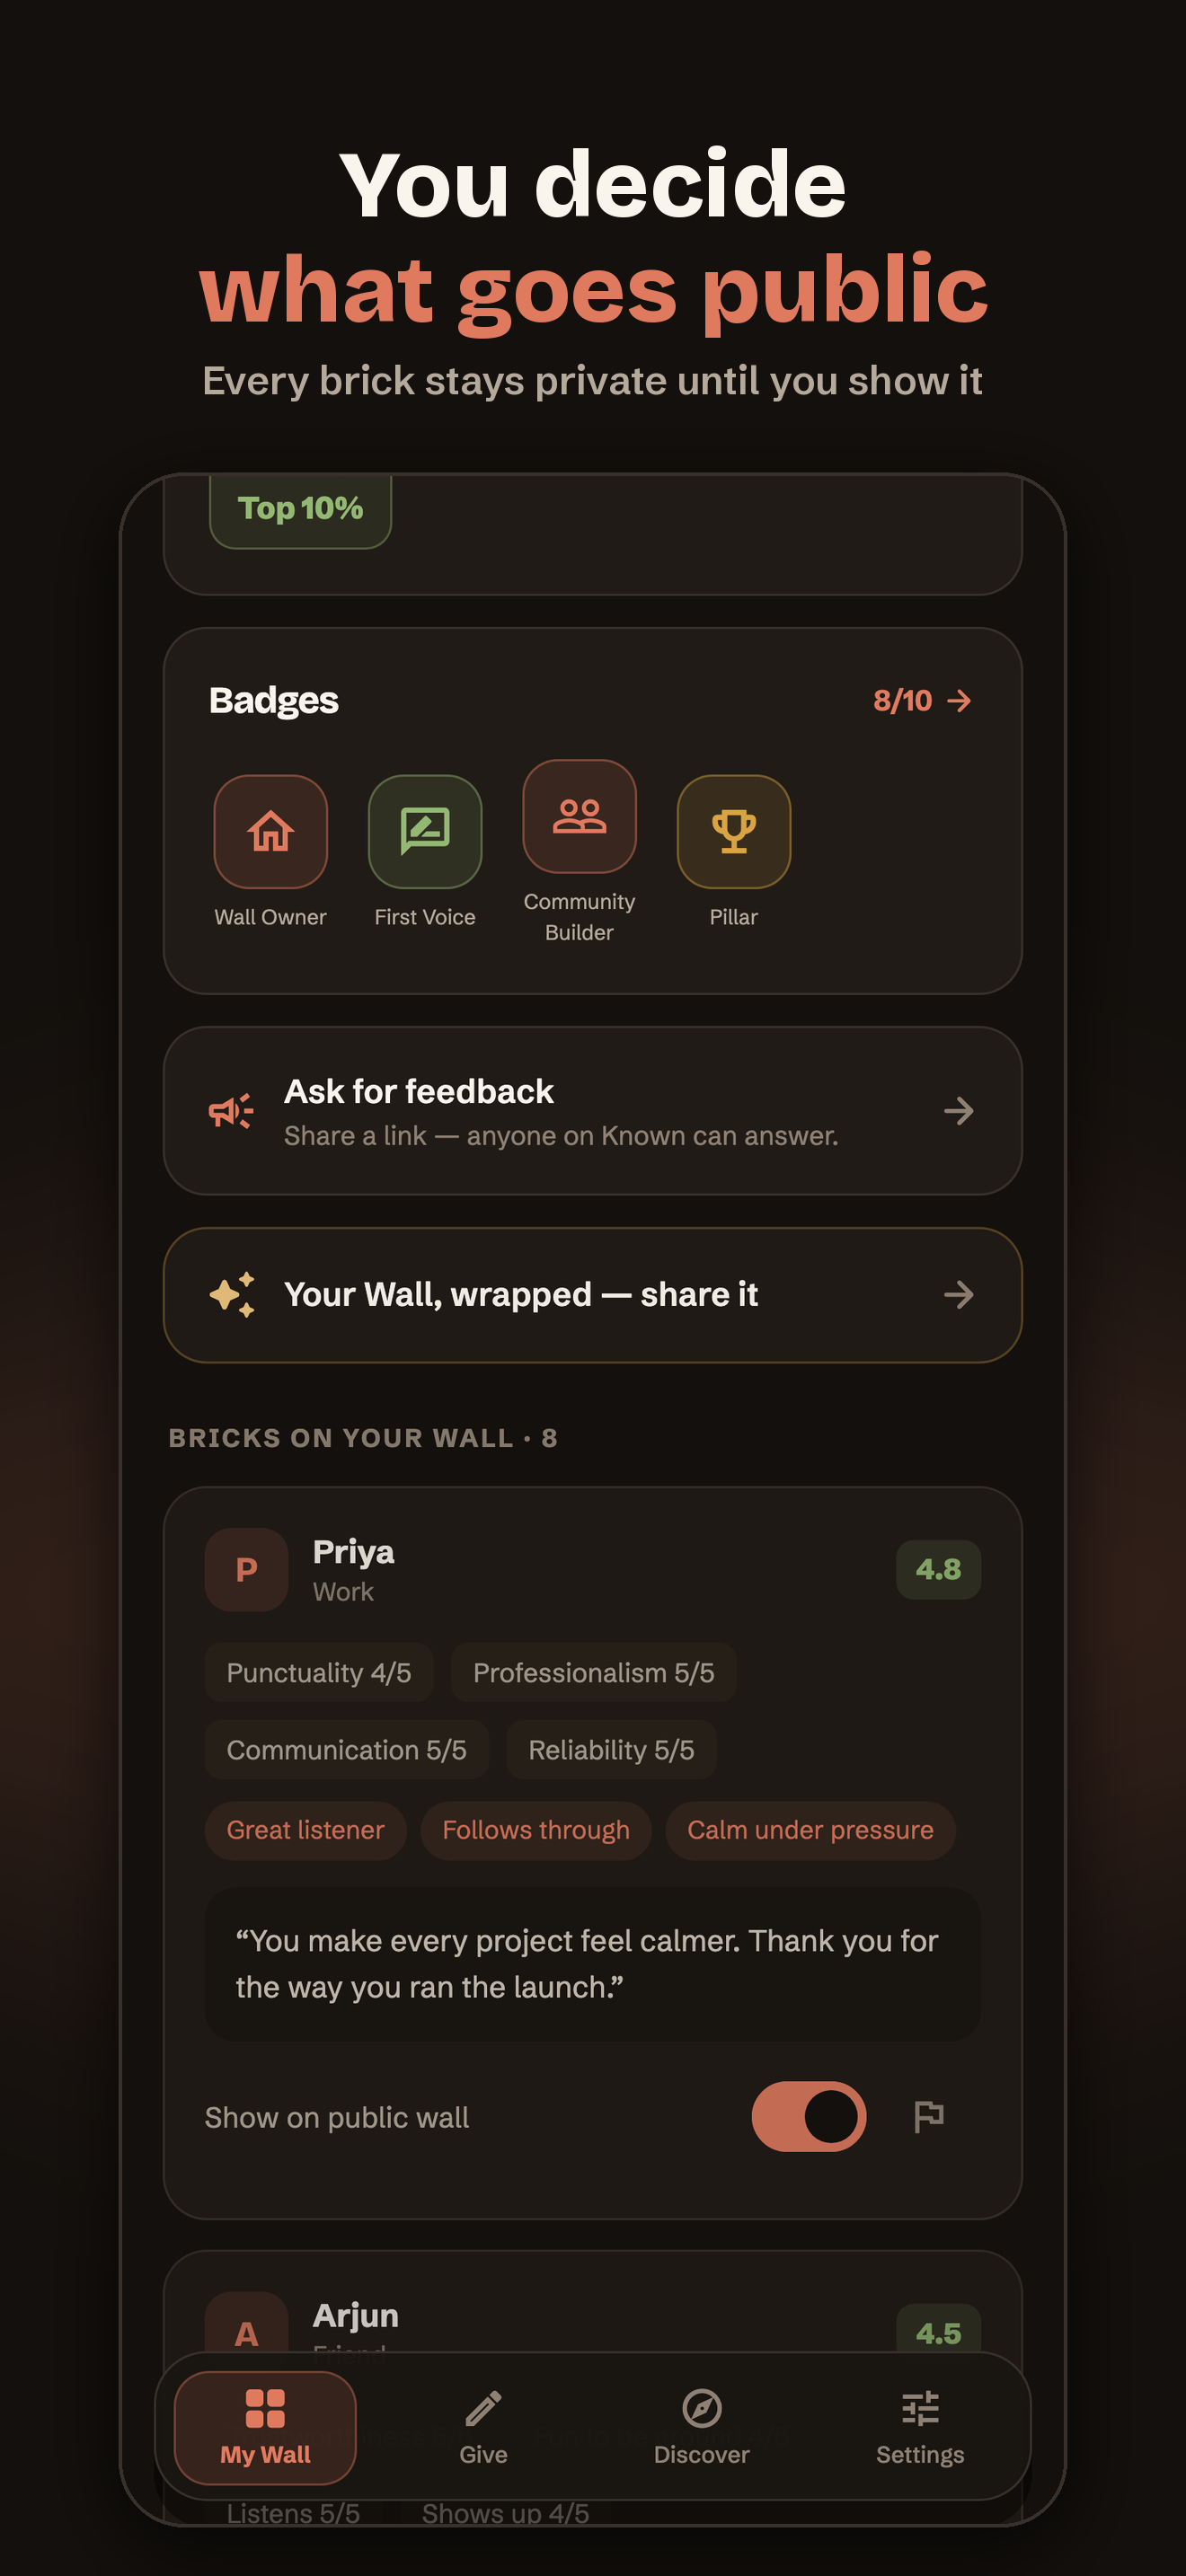 You decide
what goes public
Every brick stays private until you show it
Top 10%
Badges
8/10
Wall Owner
First Voice
Community
Builder
Pillar
Ask for feedback
Share a link — anyone on Known can answer.
Your Wall, wrapped — share it
BRICKS ON YOUR WALL · 8
P
Priya
Work
4.8
Punctuality 4/5
Professionalism 5/5
Communication 5/5
Reliability 5/5
Great listener
Follows through
Calm under pressure
“You make every project feel calmer. Thank you for
the way you ran the launch.”
Show on public wall
A
Arjun
Friend
4.5
My Wall
Give
Discover
Settings
Listens 5/5
Shows up 4/5